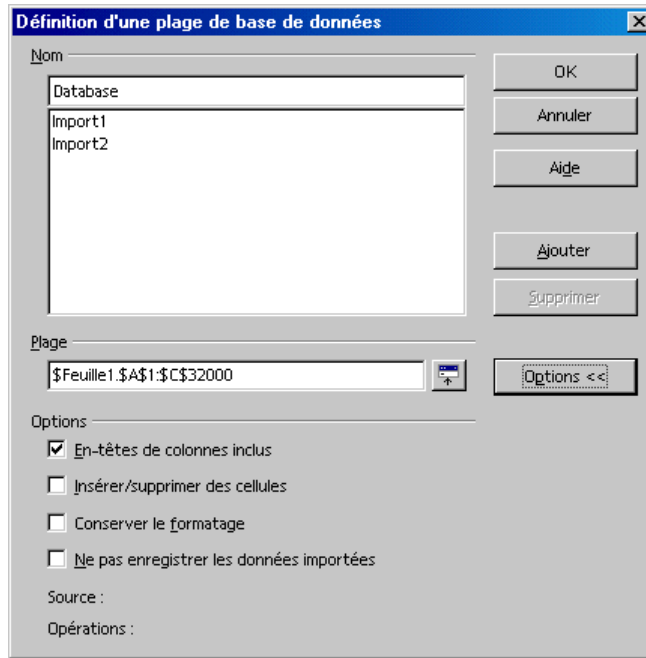 Définition d'une plage de base de données
Nom
Database
Import1
Import2
OK
Annuler
Aide
Ajouter
Supprimer
Plage
$Feuille1.$A$1:$C$32000
Options <<
Options
En-têtes de colonnes inclus
Insérer/supprimer des cellules
Conserver le formatage
Ne pas enregistrer les données importées
Source :
Opérations :